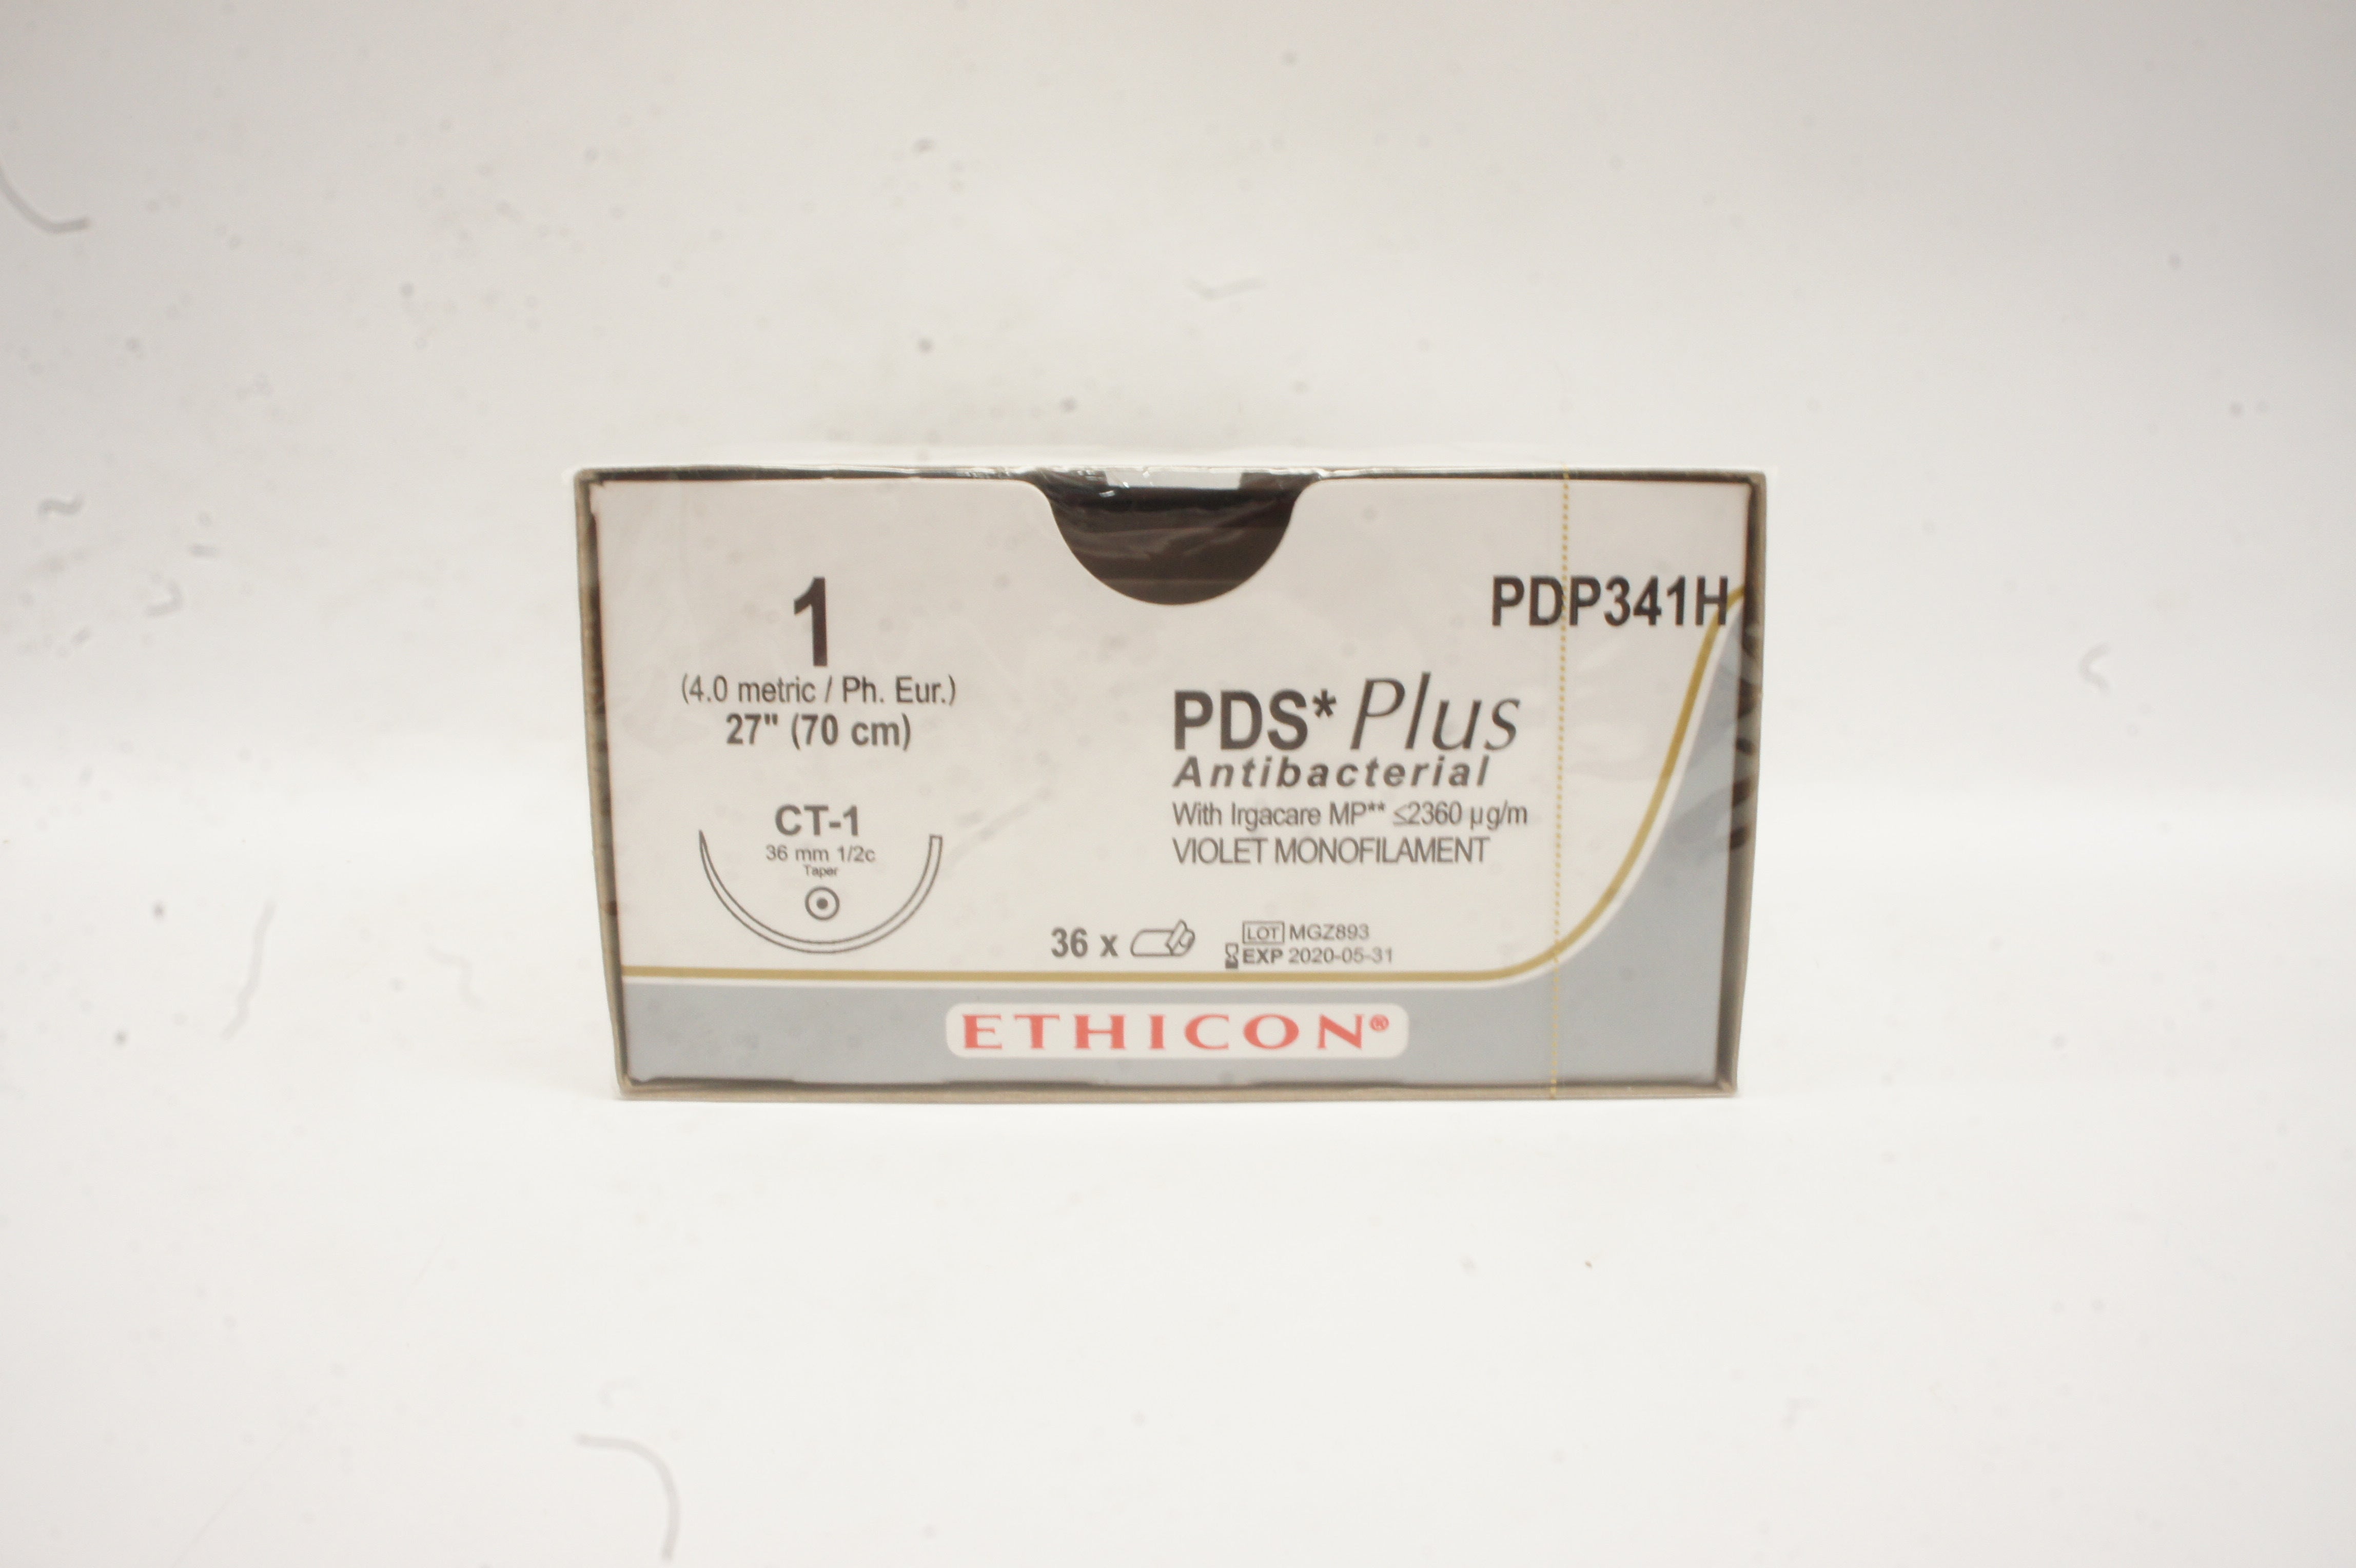 1
(4.0 metric / Ph. Eur.)
27" (70 cm)
CT-1
36 mm 1/2c
Taper
PDP341H
PDS* Plus
Antibacterial
With Irgacare MP** ≤2360 µg/m
VIOLET MONOFILAMENT
36 x
LOT MGZ893
EXP 2020-05-31
ETHICON®